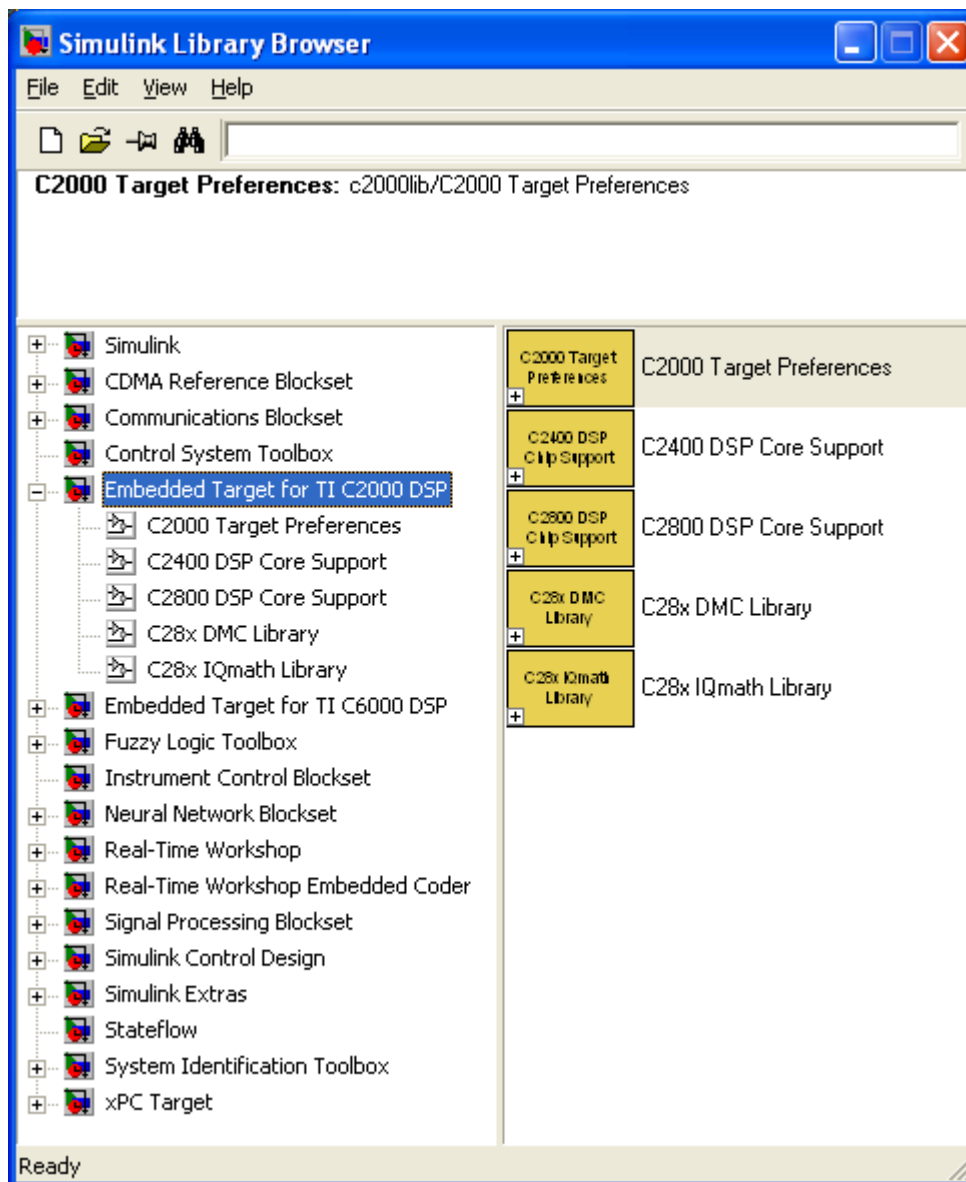 Simulink Library Browser
File Edit View Help
C2000 Target Preferences: c2000lib/C2000 Target Preferences
Simulink
CDMA Reference Blockset
Communications Blockset
Control System Toolbox
Embedded Target for TI C2000 DSP
C2000 Target Preferences
C2400 DSP Core Support
C2800 DSP Core Support
C28x DMC Library
C28x IQmath Library
Embedded Target for TI C6000 DSP
Fuzzy Logic Toolbox
Instrument Control Blockset
Neural Network Blockset
Real-Time Workshop
Real-Time Workshop Embedded Coder
Signal Processing Blockset
Simulink Control Design
Simulink Extras
Stateflow
System Identification Toolbox
xPC Target
C2000 Target
Preferences
C2000 Target Preferences
C2400 DSP
Chip Support
C2400 DSP Core Support
C2800 DSP
Chip Support
C2800 DSP Core Support
C28x DMC
Library
C28x DMC Library
C28x IQmath
Library
C28x IQmath Library
Ready